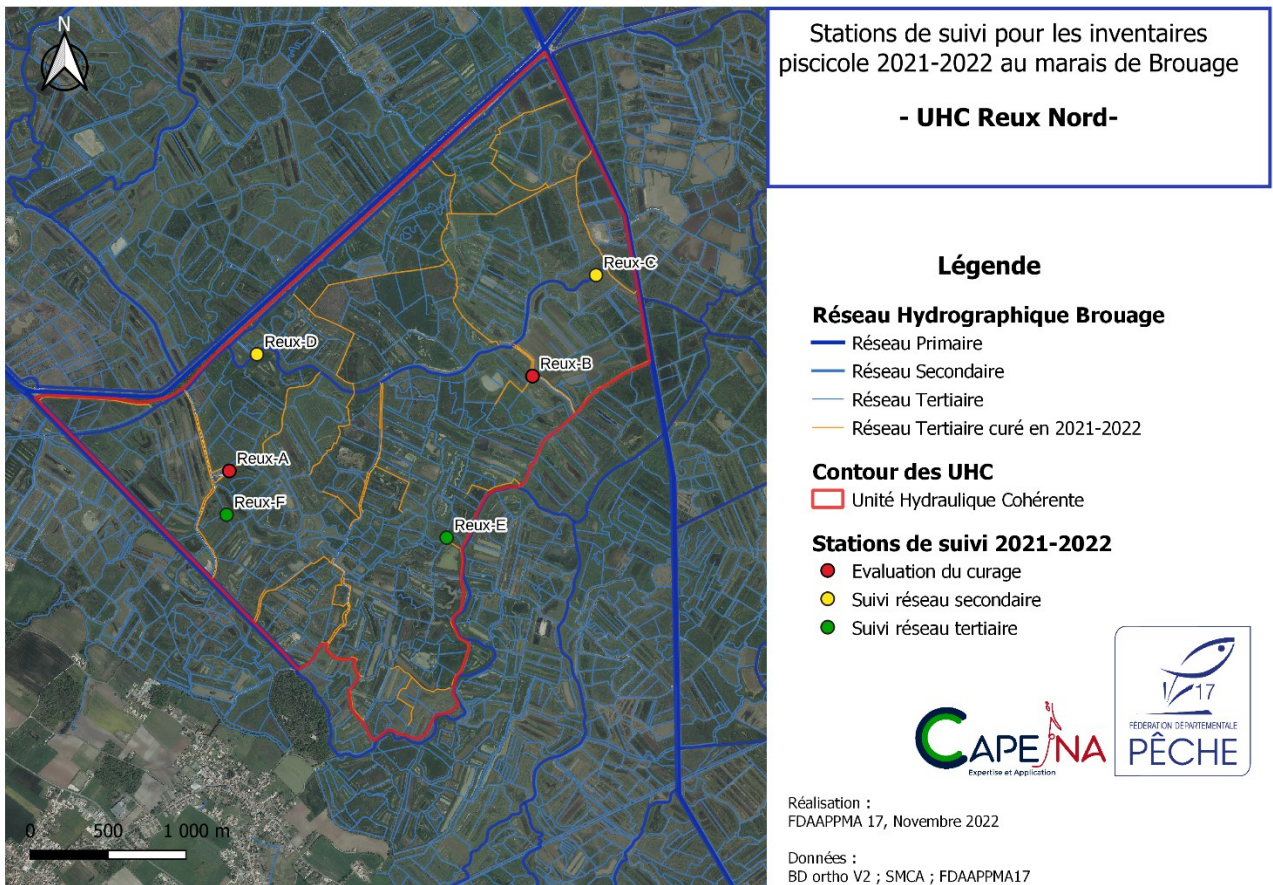 N
Stations de suivi pour les inventaires
piscicole 2021-2022 au marais de Brouage
- UHC Reux Nord-
Reux-C
Reux-D
Reux-B
Reux-A
Reux-F
Reux-E
0 500 1 000 m
Légende
Réseau Hydrographique Brouage
Réseau Primaire
Réseau Secondaire
Réseau Tertiaire
Réseau Tertiaire curé en 2021-2022
Contour des UHC
Unité Hydraulique Cohérente
Stations de suivi 2021-2022
Evaluation du curage
Suivi réseau secondaire
Suivi réseau tertiaire
CAPENA
Expertise et Application
17
FÉDÉRATION DÉPARTEMENTALE
PÊCHE
Réalisation :
FDAAPPMA 17, Novembre 2022
Données :
BD ortho V2 ; SMCA ; FDAAPPMA17